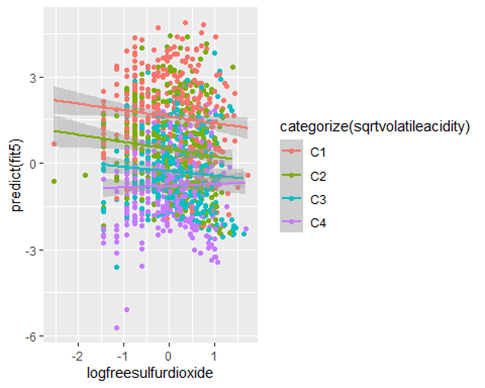 3
0
-3
-6
predict(fit5)
-2
-1
0
1
logfreesulfurdioxide
categorize(sqrtvolatileacidity)
C1
C2
C3
C4